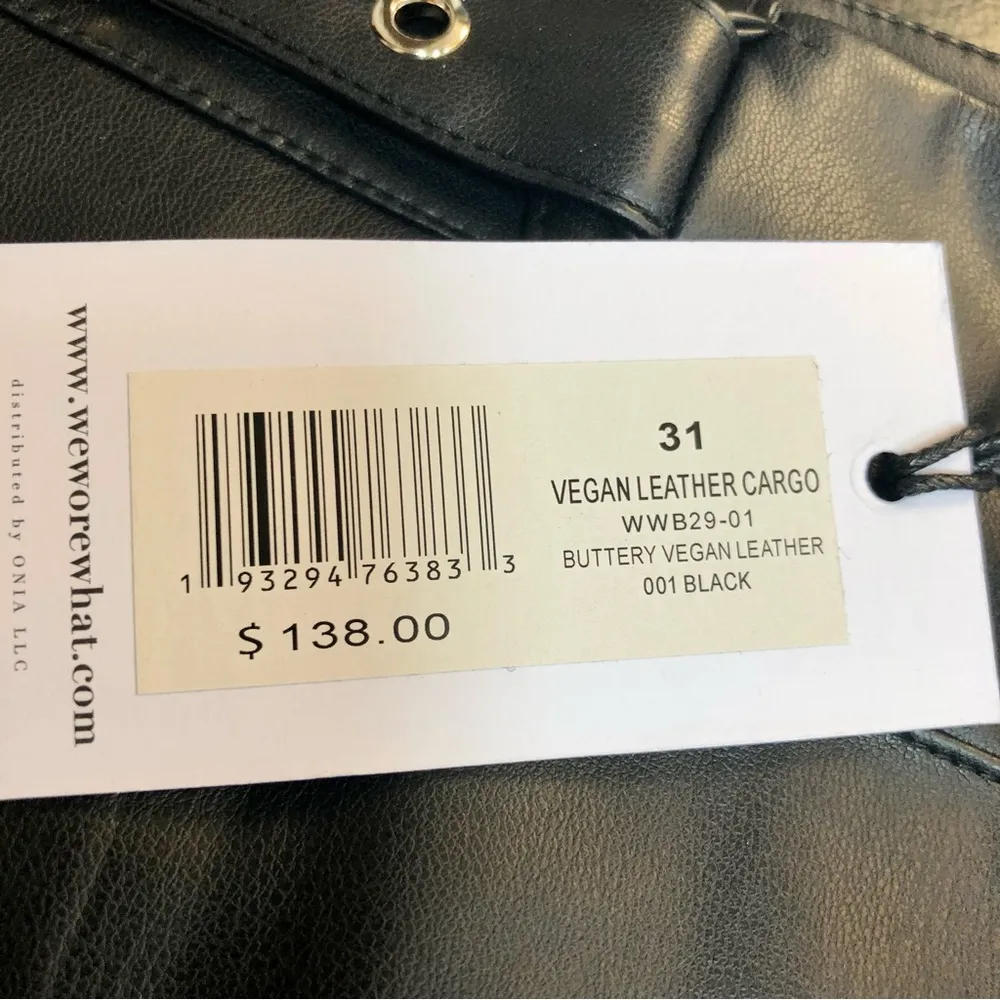 www.weworewhat.com
distributed by ONIA LLC
1 93294 76383 3
$ 138.00
31
VEGAN LEATHER CARGO
WWB29-01
BUTTERY VEGAN LEATHER
001 BLACK